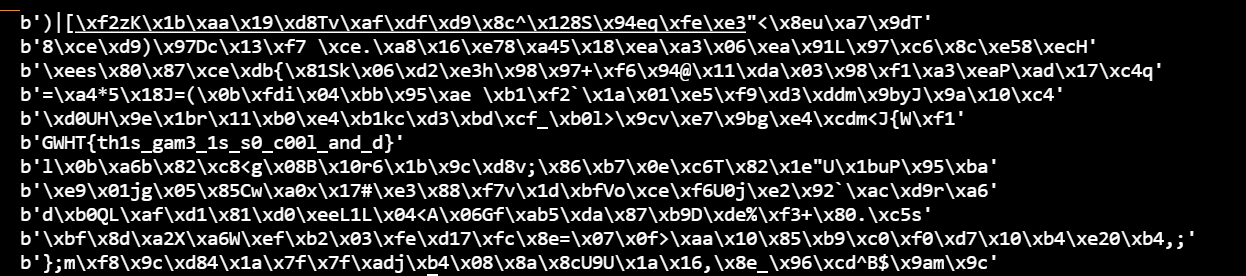 b')|[\xf2zK\x1b\xaa\x19\xd8Tv\xaf\xdf\xd9\x8c^\x128S\x94eq\xfe\xe3"<\x8eu\xa7\x9dT'
b'8\xce\xd9)\x97Dc\x13\xf7 \xce.\xa8\x16\xe78\xa45\x18\xea\xa3\x06\xea\x91L\x97\xc6\x8c\xe58\xecH'
b'\xees\x80\x87\xce\xdb{\x81Sk\x06\xd2\xe3h\x98\x97+\xf6\x94@\x11\xda\x03\x98\xf1\xa3\xeaP\xad\x17\xc4q'
b'=\xa4*5\x18J=(\x0b\xfdi\x04\xbb\x95\xae \xb1\xf2`\x1a\x01\xe5\xf9\xd3\xddm\x9byJ\x9a\x10\xc4'
b'\xd0UH\x9e\x1br\x11\xb0\xe4\xb1kc\xd3\xbd\xcf_\xb0l>\x9cv\xe7\x9bg\xe4\xcdm<J{W\xf1'
b'GWHT{th1s_gam3_1s_s0_c00l_and_d}'
b'l\x0b\xa6b\x82\xc8<g\x08B\x10r6\x1b\x9c\xd8v;\x86\xb7\x0e\xc6T\x82\x1e"U\x1buP\x95\xba'
b'\xe9\x01jg\x05\x85Cw\xa0x\x17#\xe3\x88\xf7v\x1d\xbfVo\xce\xf6U0j\xe2\x92`\xac\xd9r\xa6'
b'd\xb0QL\xaf\xd1\x81\xd0\xeeL1L\x04<A\x06Gf\xab5\xda\x87\xb9D\xde%\xf3+\x80.\xc5s'
b'\xbf\x8d\xa2X\xa6W\xef\xb2\x03\xfe\xd17\xfc\x8e=\x07\x0f>\xaa\x10\x85\xb9\xc0\xf0\xd7\x10\xb4\xe20\xb4,;'
b'};m\xf8\x9c\xd84\x1a\x7f\x7f\xadj\xb4\x08\x8a\x8cU9U\x1a\x16,\x8e_\x96\xcd^B$\x9am\x9c'